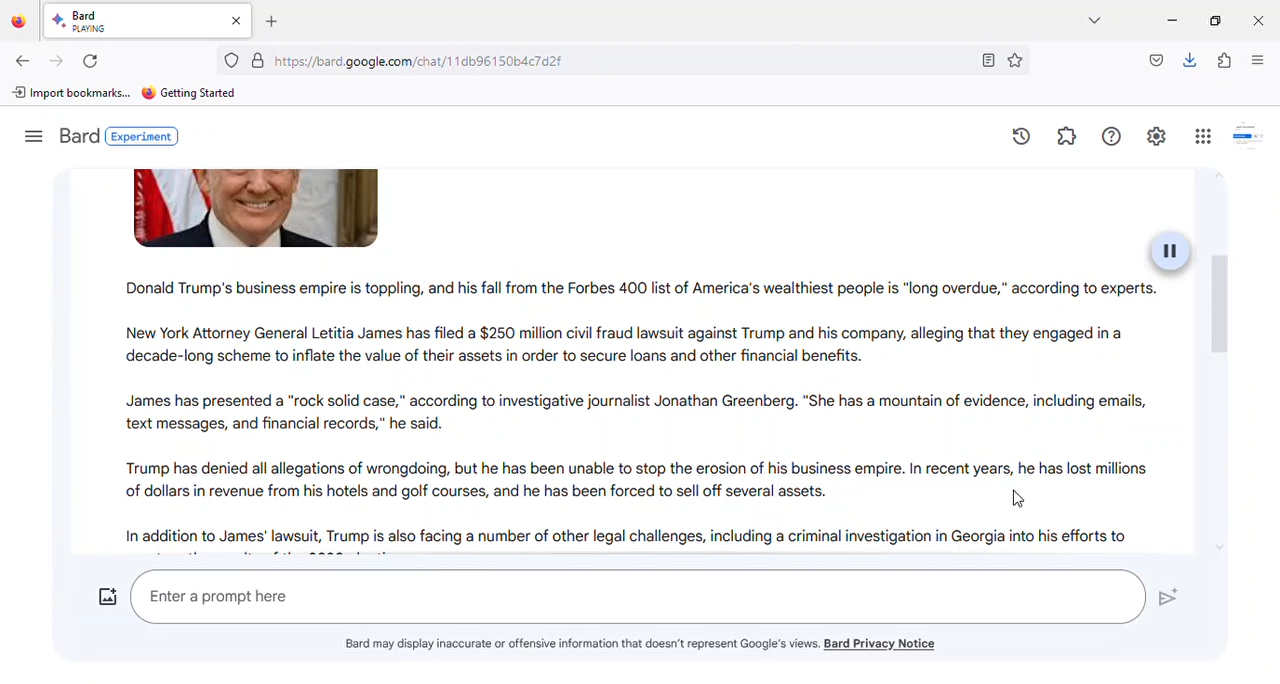 Bard
PLAYING
https://bard.google.com/chat/11db96150b4c7d2f
Import bookmarks... Getting Started
Bard Experiment
Donald Trump's business empire is toppling, and his fall from the Forbes 400 list of America's wealthiest people is "long overdue," according to experts.
New York Attorney General Letitia James has filed a $250 million civil fraud lawsuit against Trump and his company, alleging that they engaged in a
decade-long scheme to inflate the value of their assets in order to secure loans and other financial benefits.
James has presented a "rock solid case," according to investigative journalist Jonathan Greenberg. "She has a mountain of evidence, including emails,
text messages, and financial records," he said.
Trump has denied all allegations of wrongdoing, but he has been unable to stop the erosion of his business empire. In recent years, he has lost millions
of dollars in revenue from his hotels and golf courses, and he has been forced to sell off several assets.
In addition to James' lawsuit, Trump is also facing a number of other legal challenges, including a criminal investigation in Georgia into his efforts to
Enter a prompt here
Bard may display inaccurate or offensive information that doesn't represent Google's views. Bard Privacy Notice